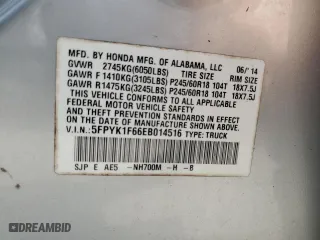 MFD. BY HONDA MFG. OF ALABAMA, LLC 06/'14
GVWR 2745KG(6050LBS) TIRE SIZE RIM SIZE
GAWR F 1410KG(3105LBS) P245/60R18 104T 18X7.5J
GAWR R1475KG(3245LBS) P245/60R18 104T 18X7.5J
THIS VEHICLE CONFORMS TO ALL APPLICABLE
FEDERAL MOTOR VEHICLE SAFETY
AND THEFT PREVENTION STANDARDS IN EFFECT ON
THE DATE OF MANUFACTURE SHOWN ABOVE.
V.I.N.: 5FPYK1F66EB014516 TYPE: TRUCK
SJP E AE5 -NH700M -H -B